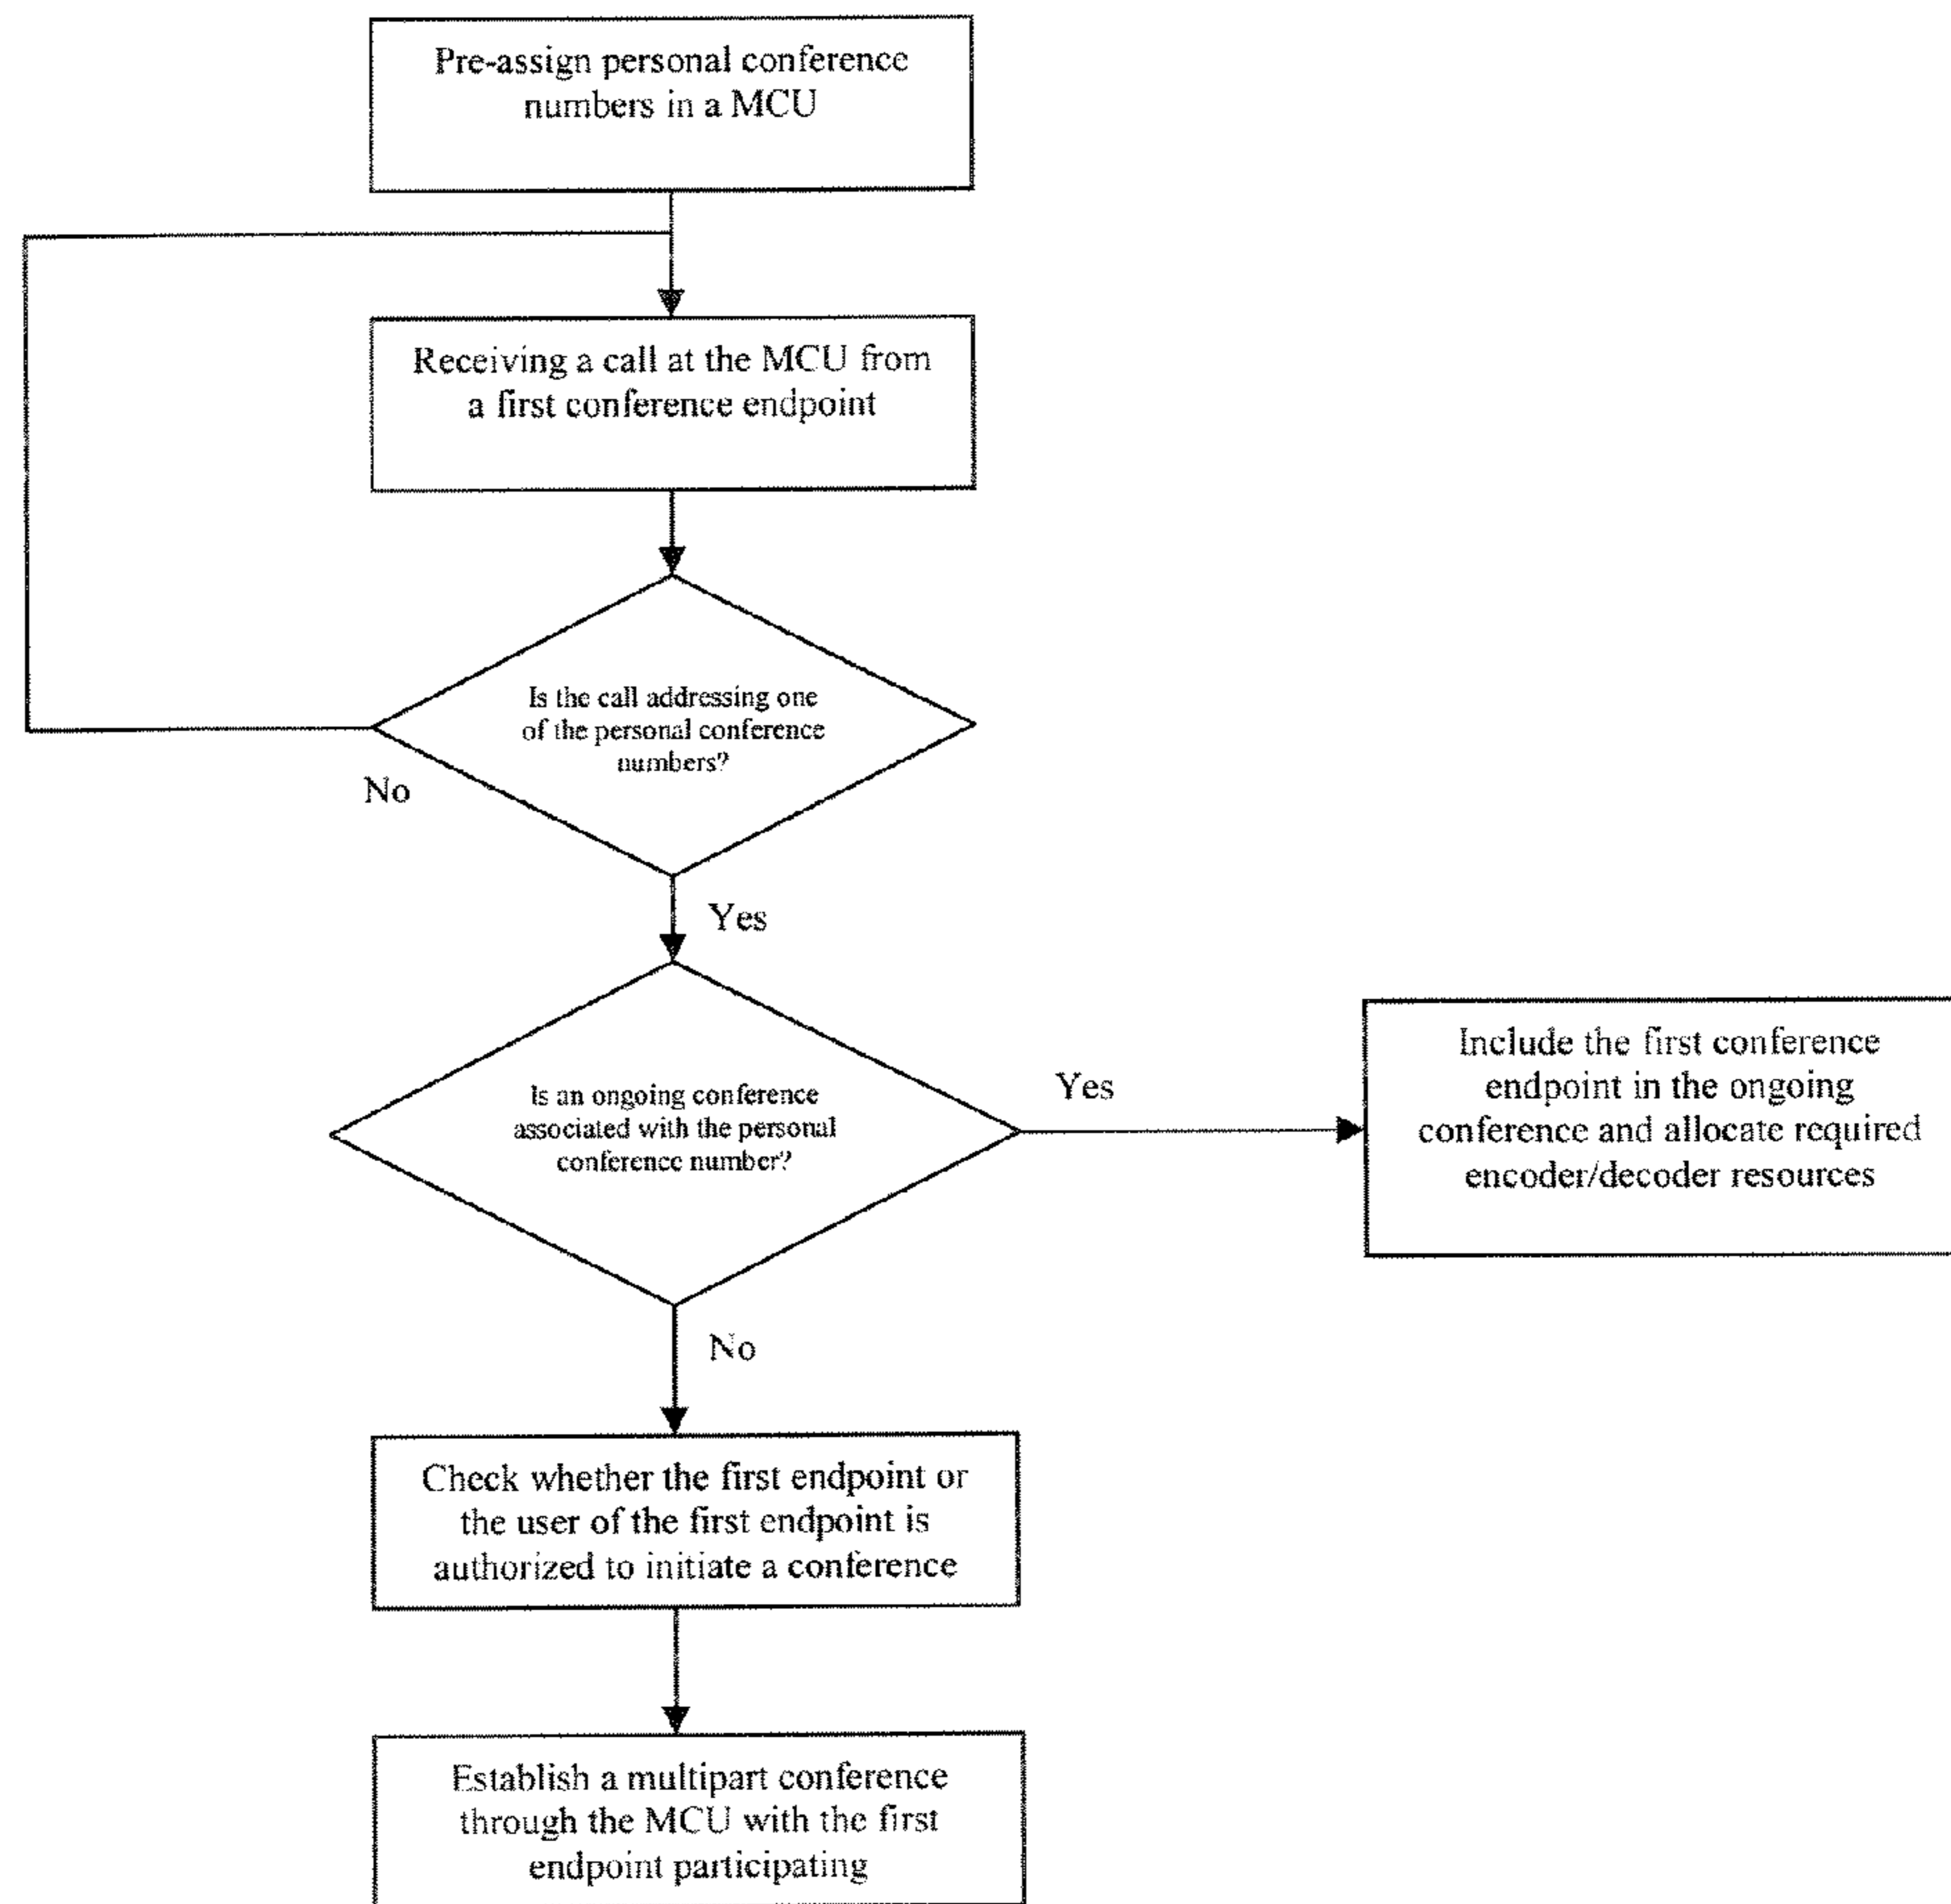 Pre-assign personal conference
numbers in a MCU
Receiving a call at the MCU from
a first conference endpoint
Is the call addressing one
of the personal conference
numbers?
No
Yes
Is an ongoing conference
associated with the personal
conference number?
Yes
Include the first conference
endpoint in the ongoing
conference and allocate required
encoder/decoder resources
No
Check whether the first endpoint or
the user of the first endpoint is
authorized to initiate a conference
Establish a multipart conference
through the MCU with the first
endpoint participating